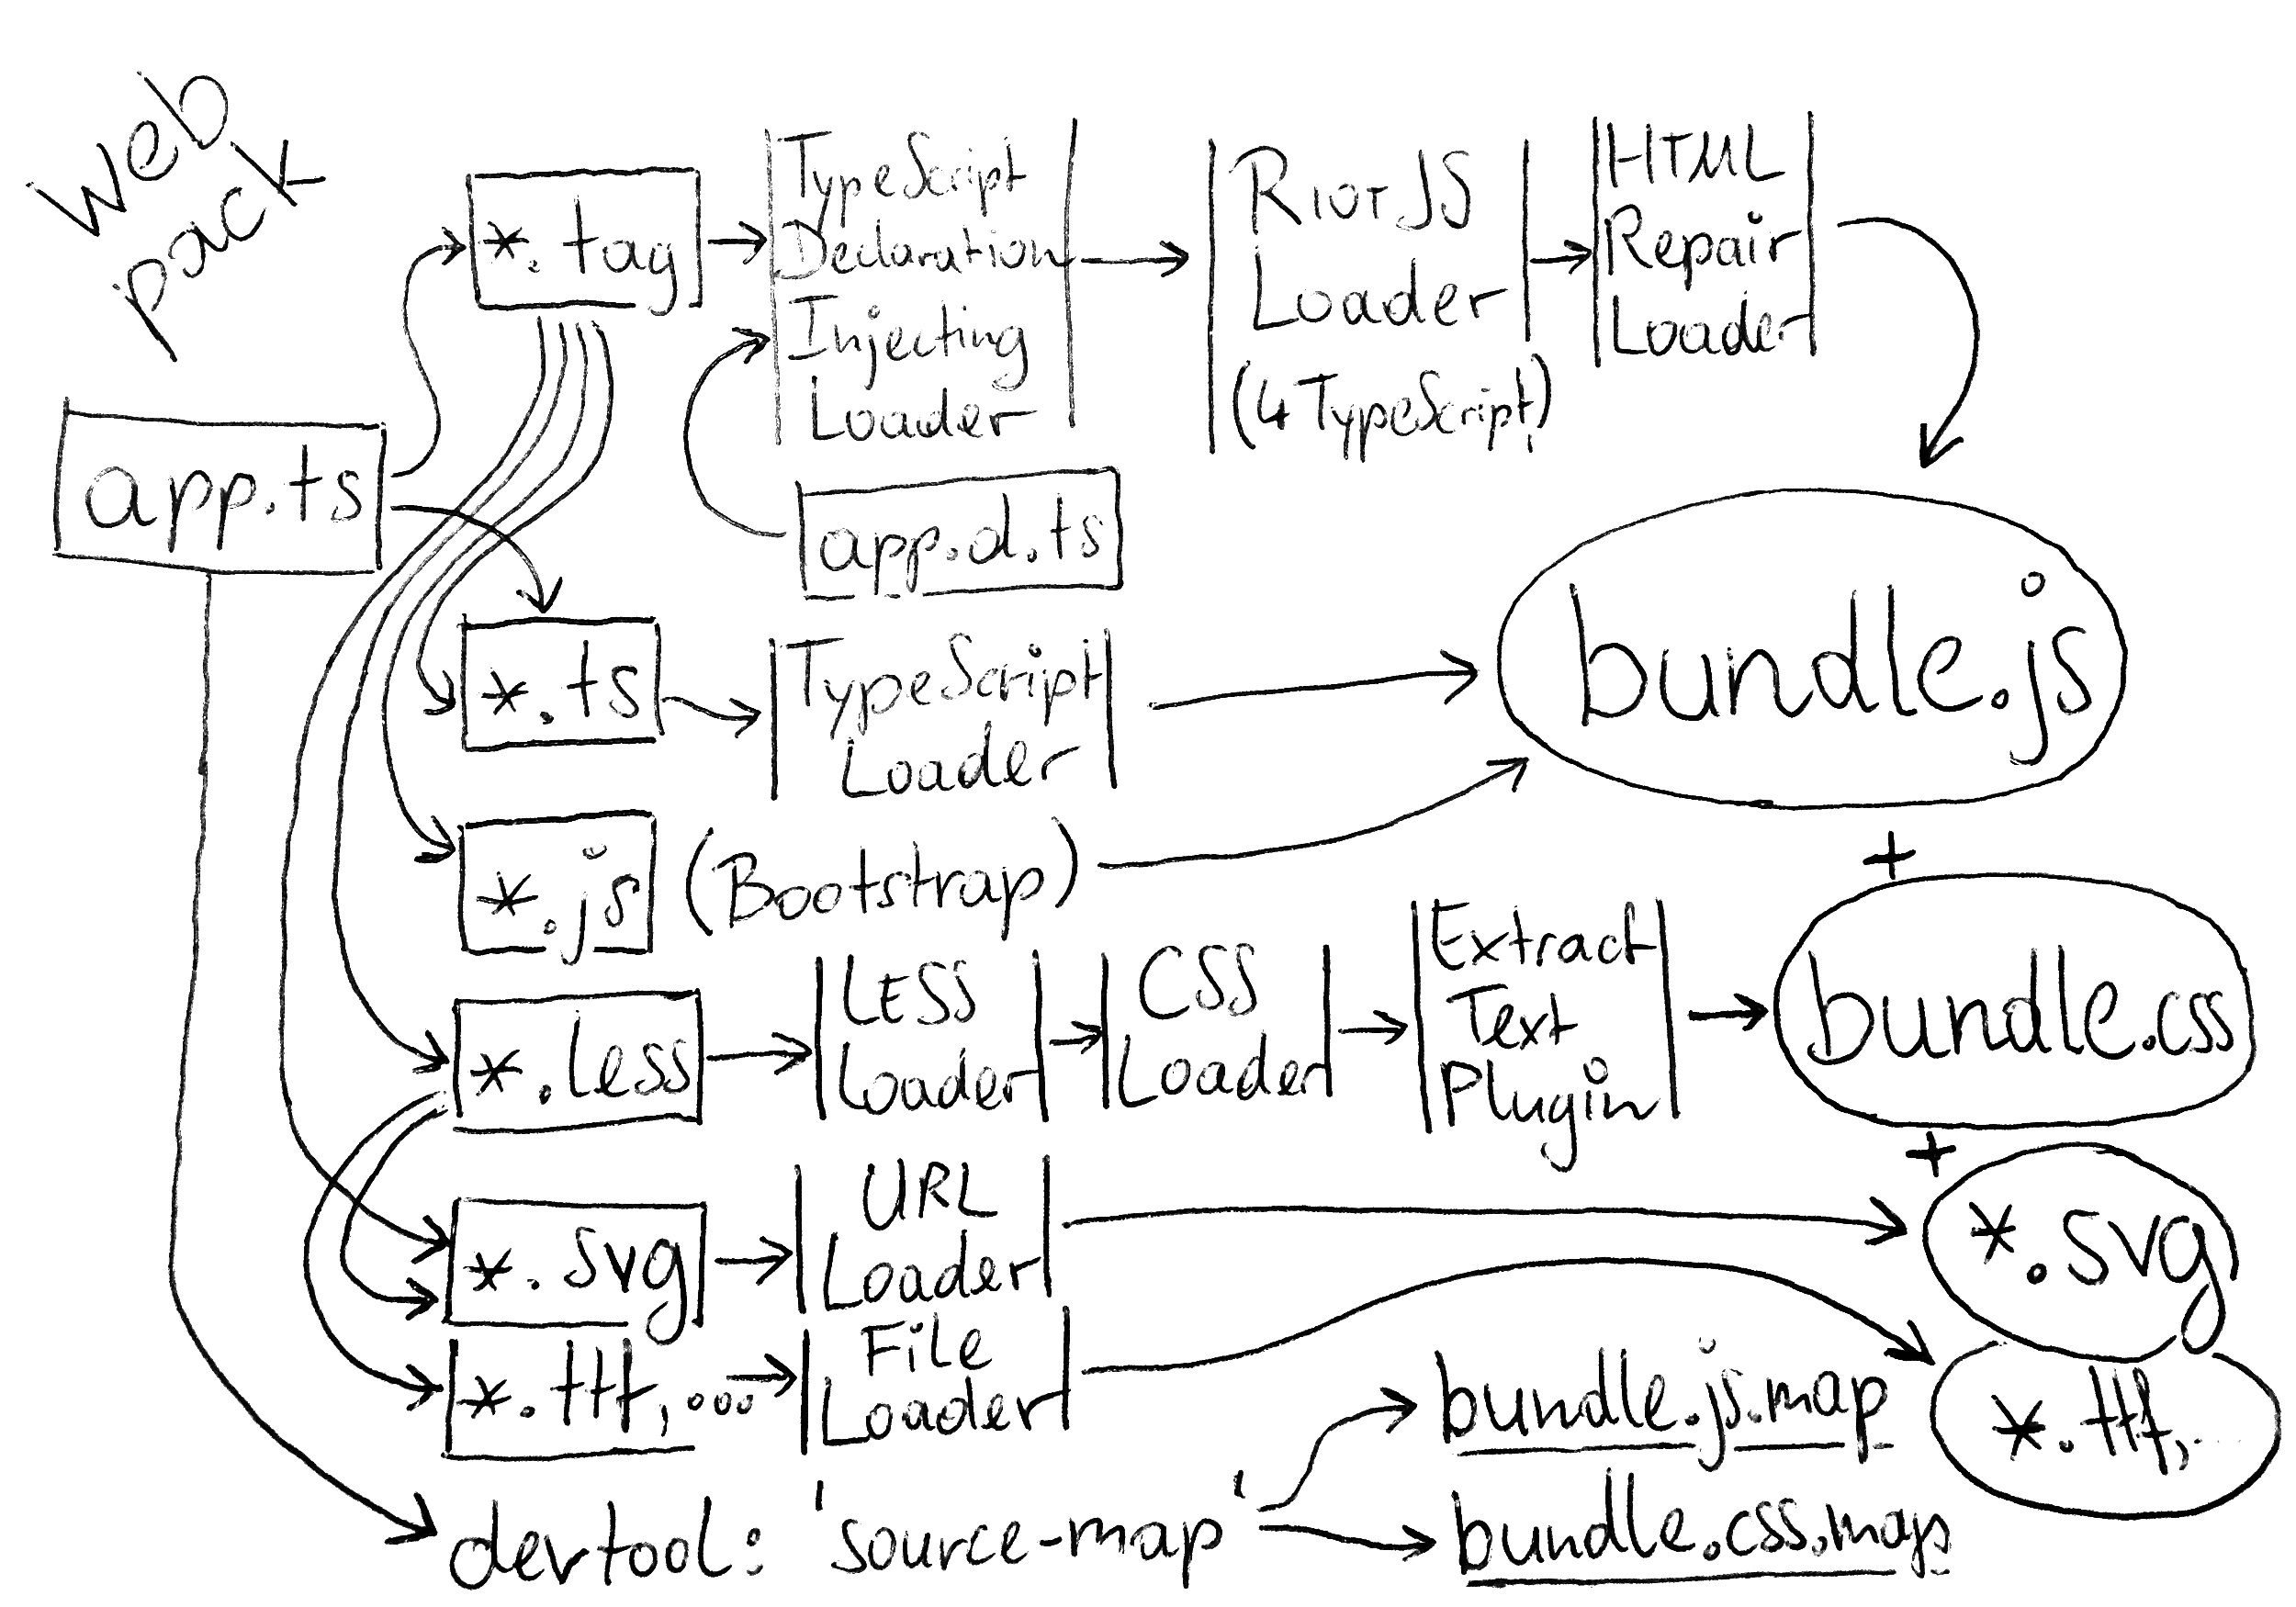 web
pack
*.tag
TypeScript
Declaration
Injecting
Loader
RIOTJS
Loader
(4 TypeScript)
HTML
Repair
Loader
app.ts
app.d.ts
bundle.js
*.ts
TypeScript
Loader
*.js
(Bootstrap)
+
*.less
LESS
Loader
CSS
Loader
Extract
Text
Plugin
bundle.css
+
*.svg
URL
Loader
*.svg
*.ttf, ...
File
Loader
bundle.js.map
*.ttf, ...
devtool: 'source-map'
bundle.css.map